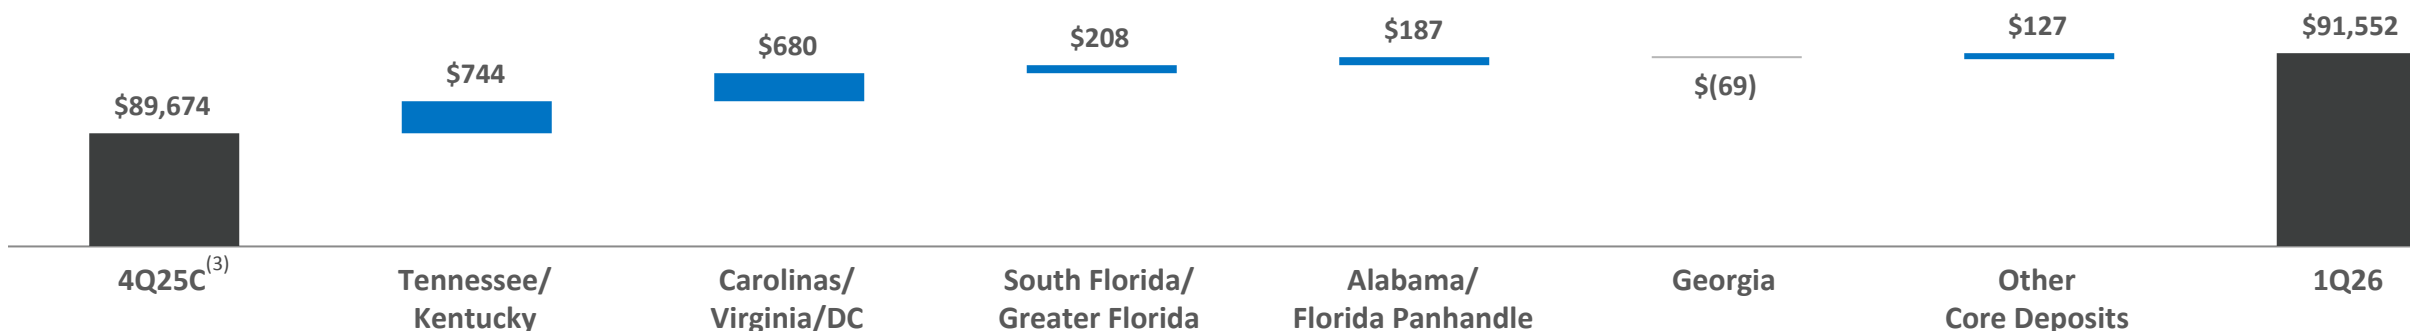 $89,674
$744
$680
$208
$187
$(69)
$127
$91,552
4Q25C(3)
Tennessee/
Kentucky
Carolinas/
Virginia/DC
South Florida/
Greater Florida
Alabama/
Florida Panhandle
Georgia
Other
Core Deposits
1Q26